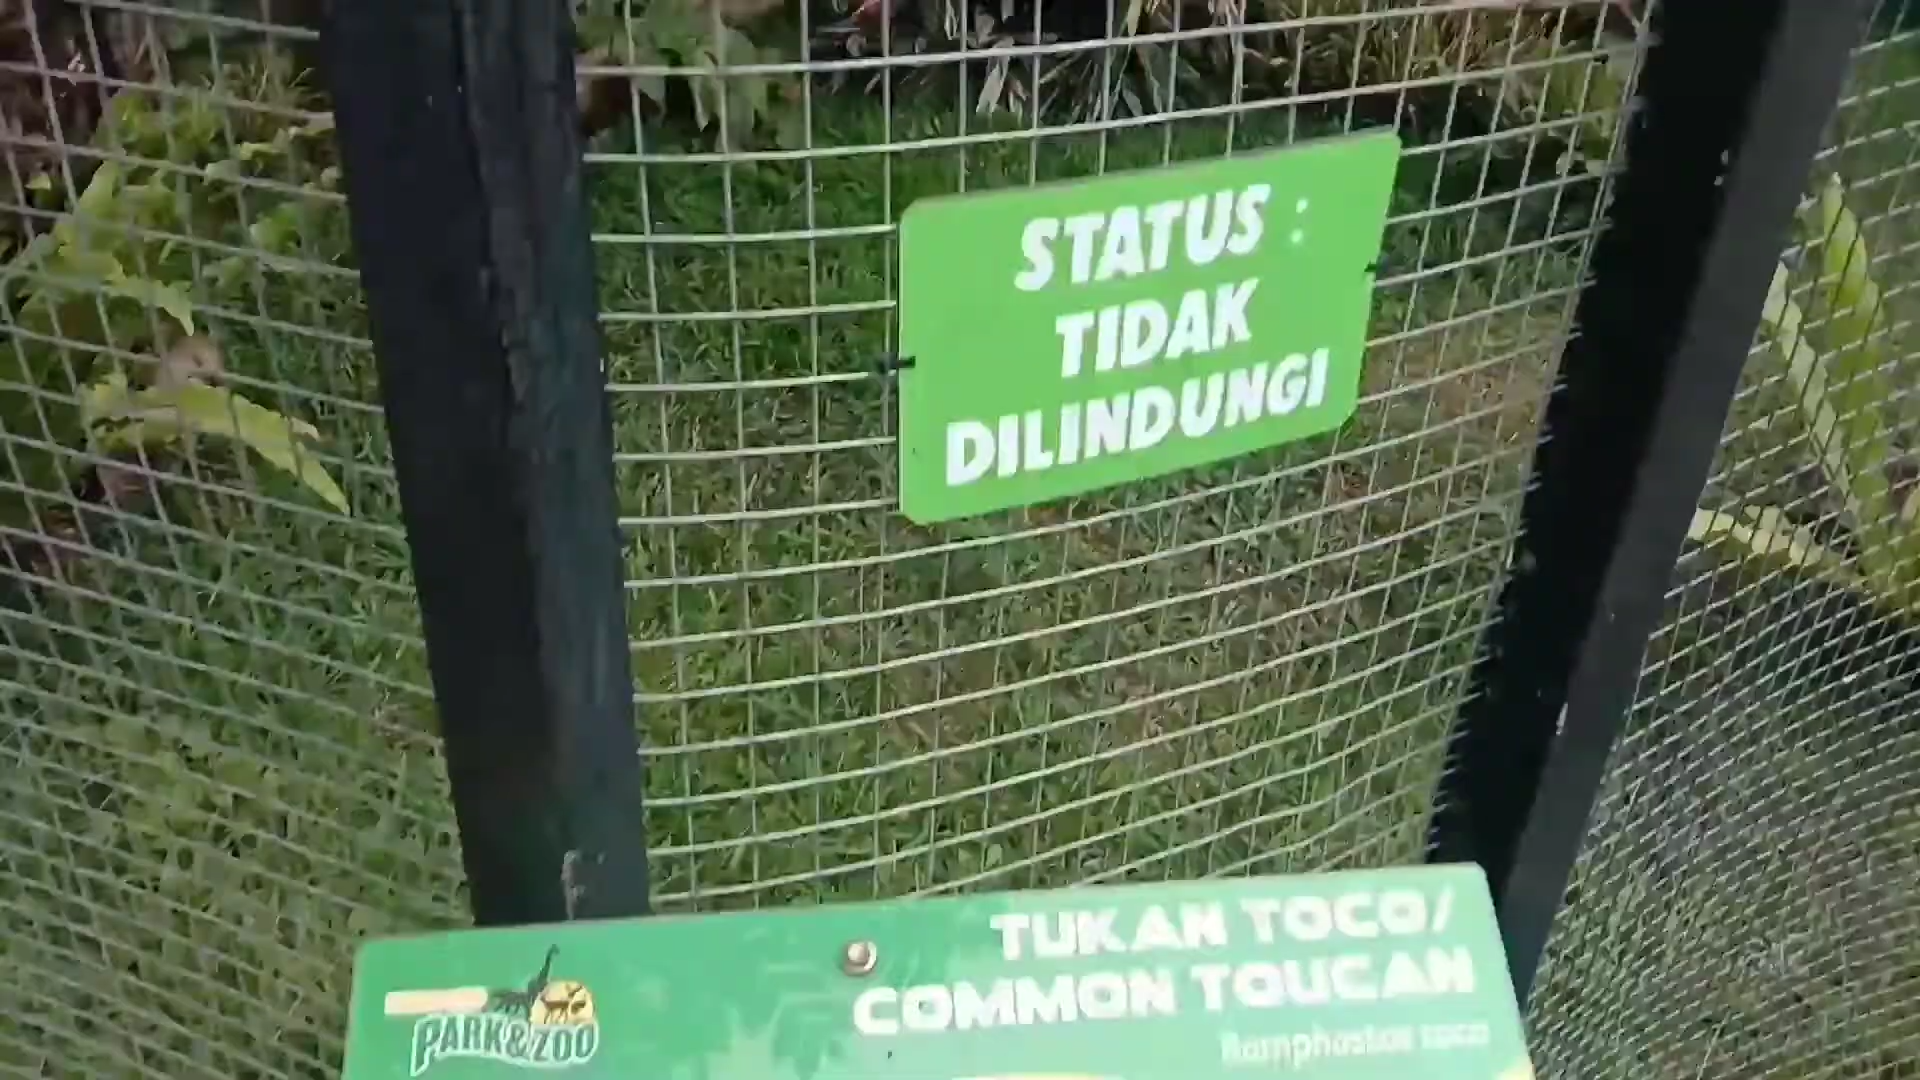 STATUS :
TIDAK
DILINDUNGI
TUKAN TOCO/
COMMON TOUCAN
Ramphastos toco
PARK&ZOO